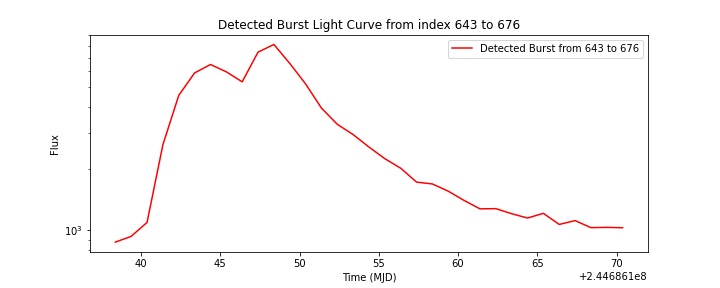 Detected Burst Light Curve from index 643 to 676
Detected Burst from 643 to 676
Flux
10³
40 45 50 55 60 65 70
Time (MJD)
+2.446861e8